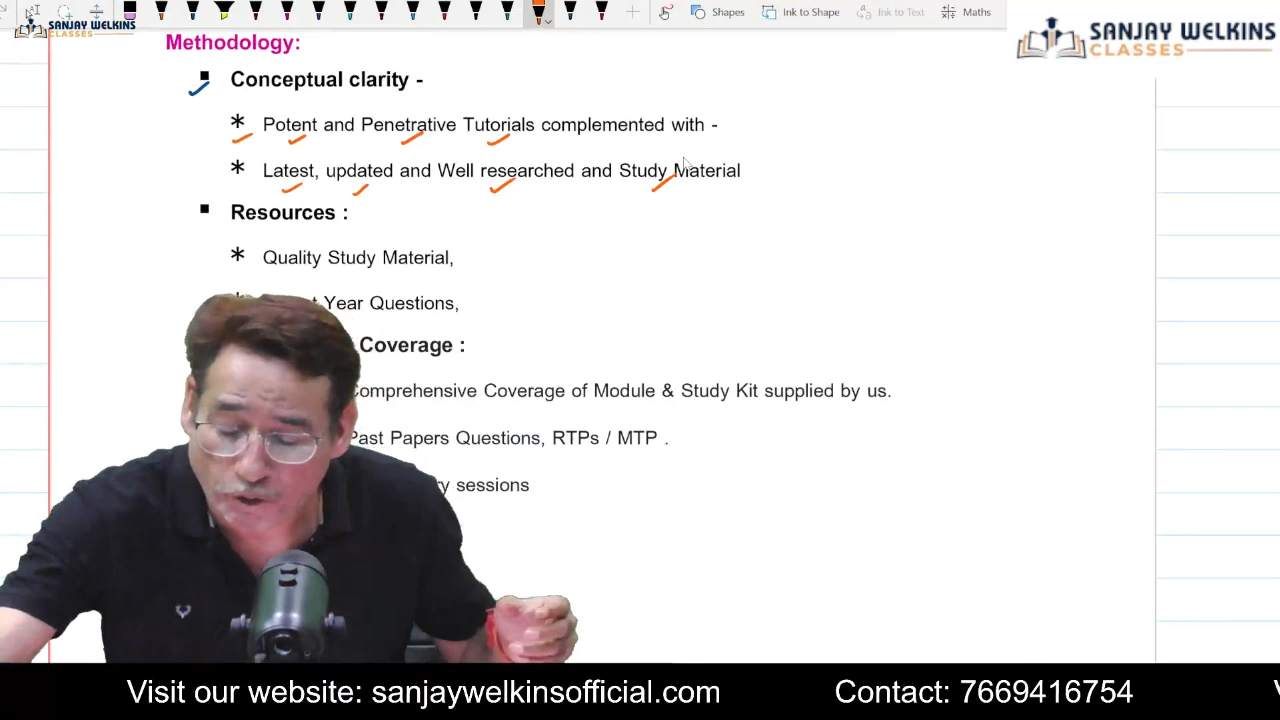 Shapes Ink to Shape Ink to Text Maths
SANJAY WELKINS
CLASSES
SANJAY WELKINS
CLASSES
Methodology:
Conceptual clarity -
* Potent and Penetrative Tutorials complemented with -
* Latest, updated and Well researched and Study Material
Resources :
* Quality Study Material,
Year Questions,
Coverage :
Comprehensive Coverage of Module & Study Kit supplied by us.
Past Papers Questions, RTPs / MTP .
sessions
Visit our website: sanjaywelkinsofficial.com Contact: 7669416754